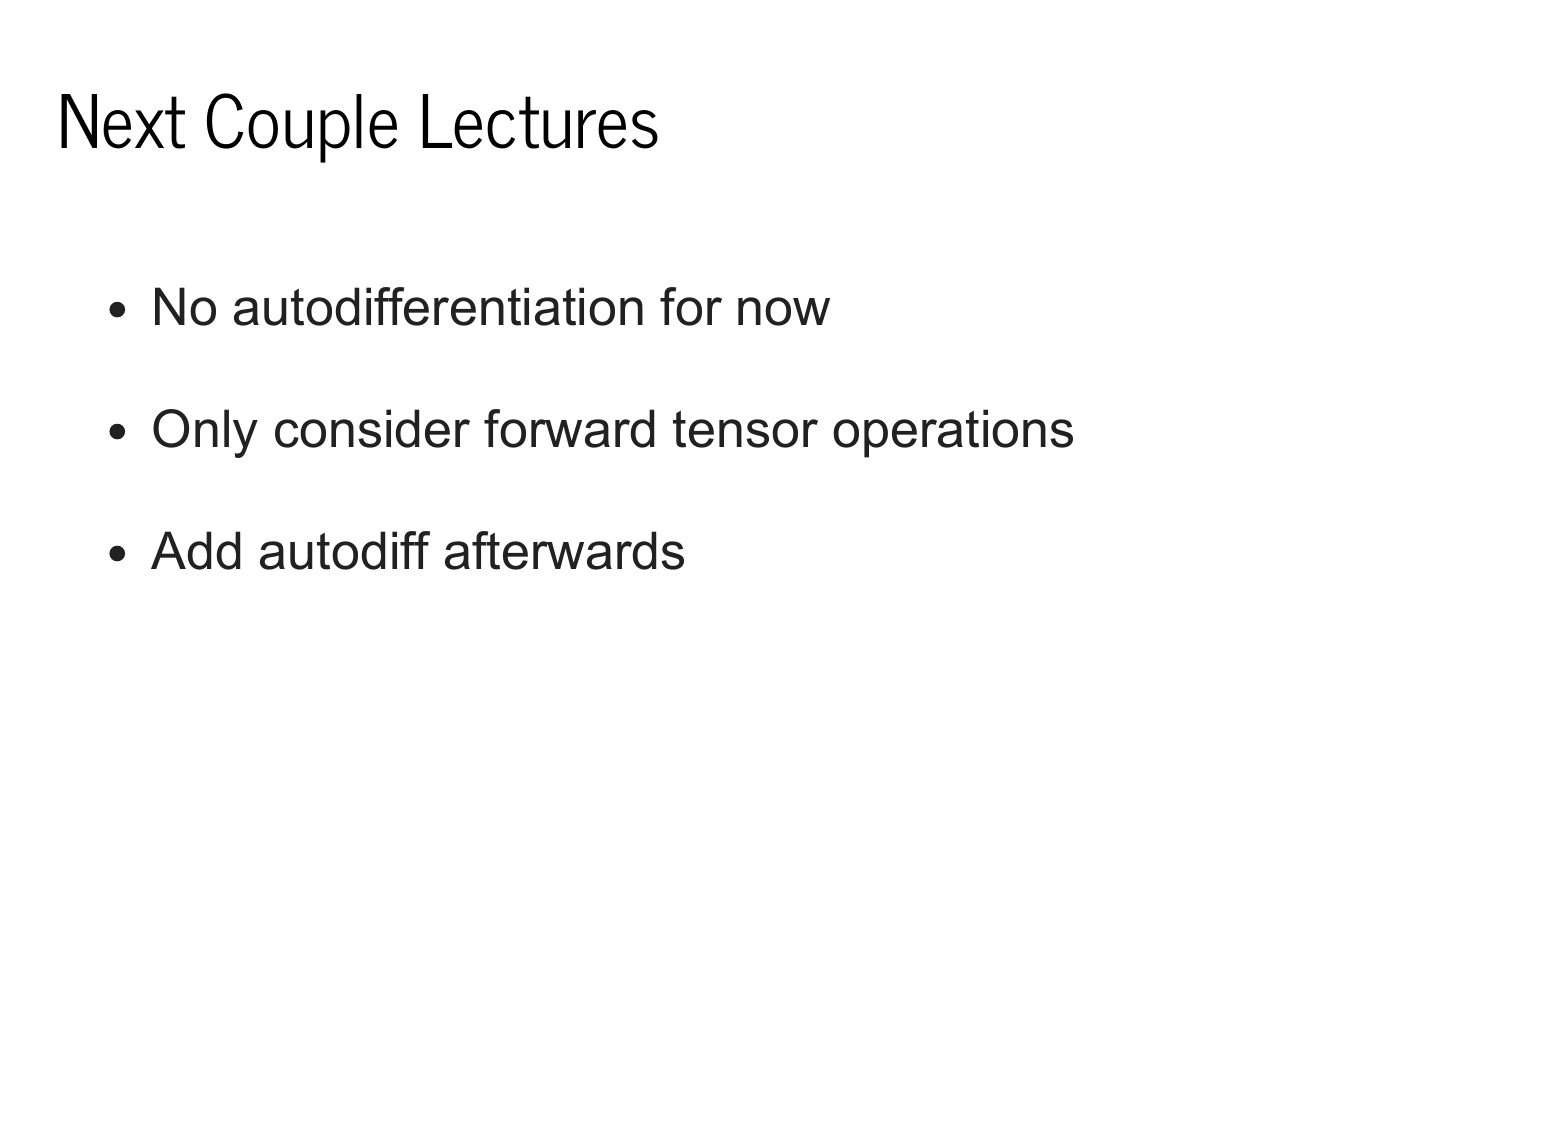 Next Couple Lectures
• No autodifferentiation for now
• Only consider forward tensor operations
• Add autodiff afterwards